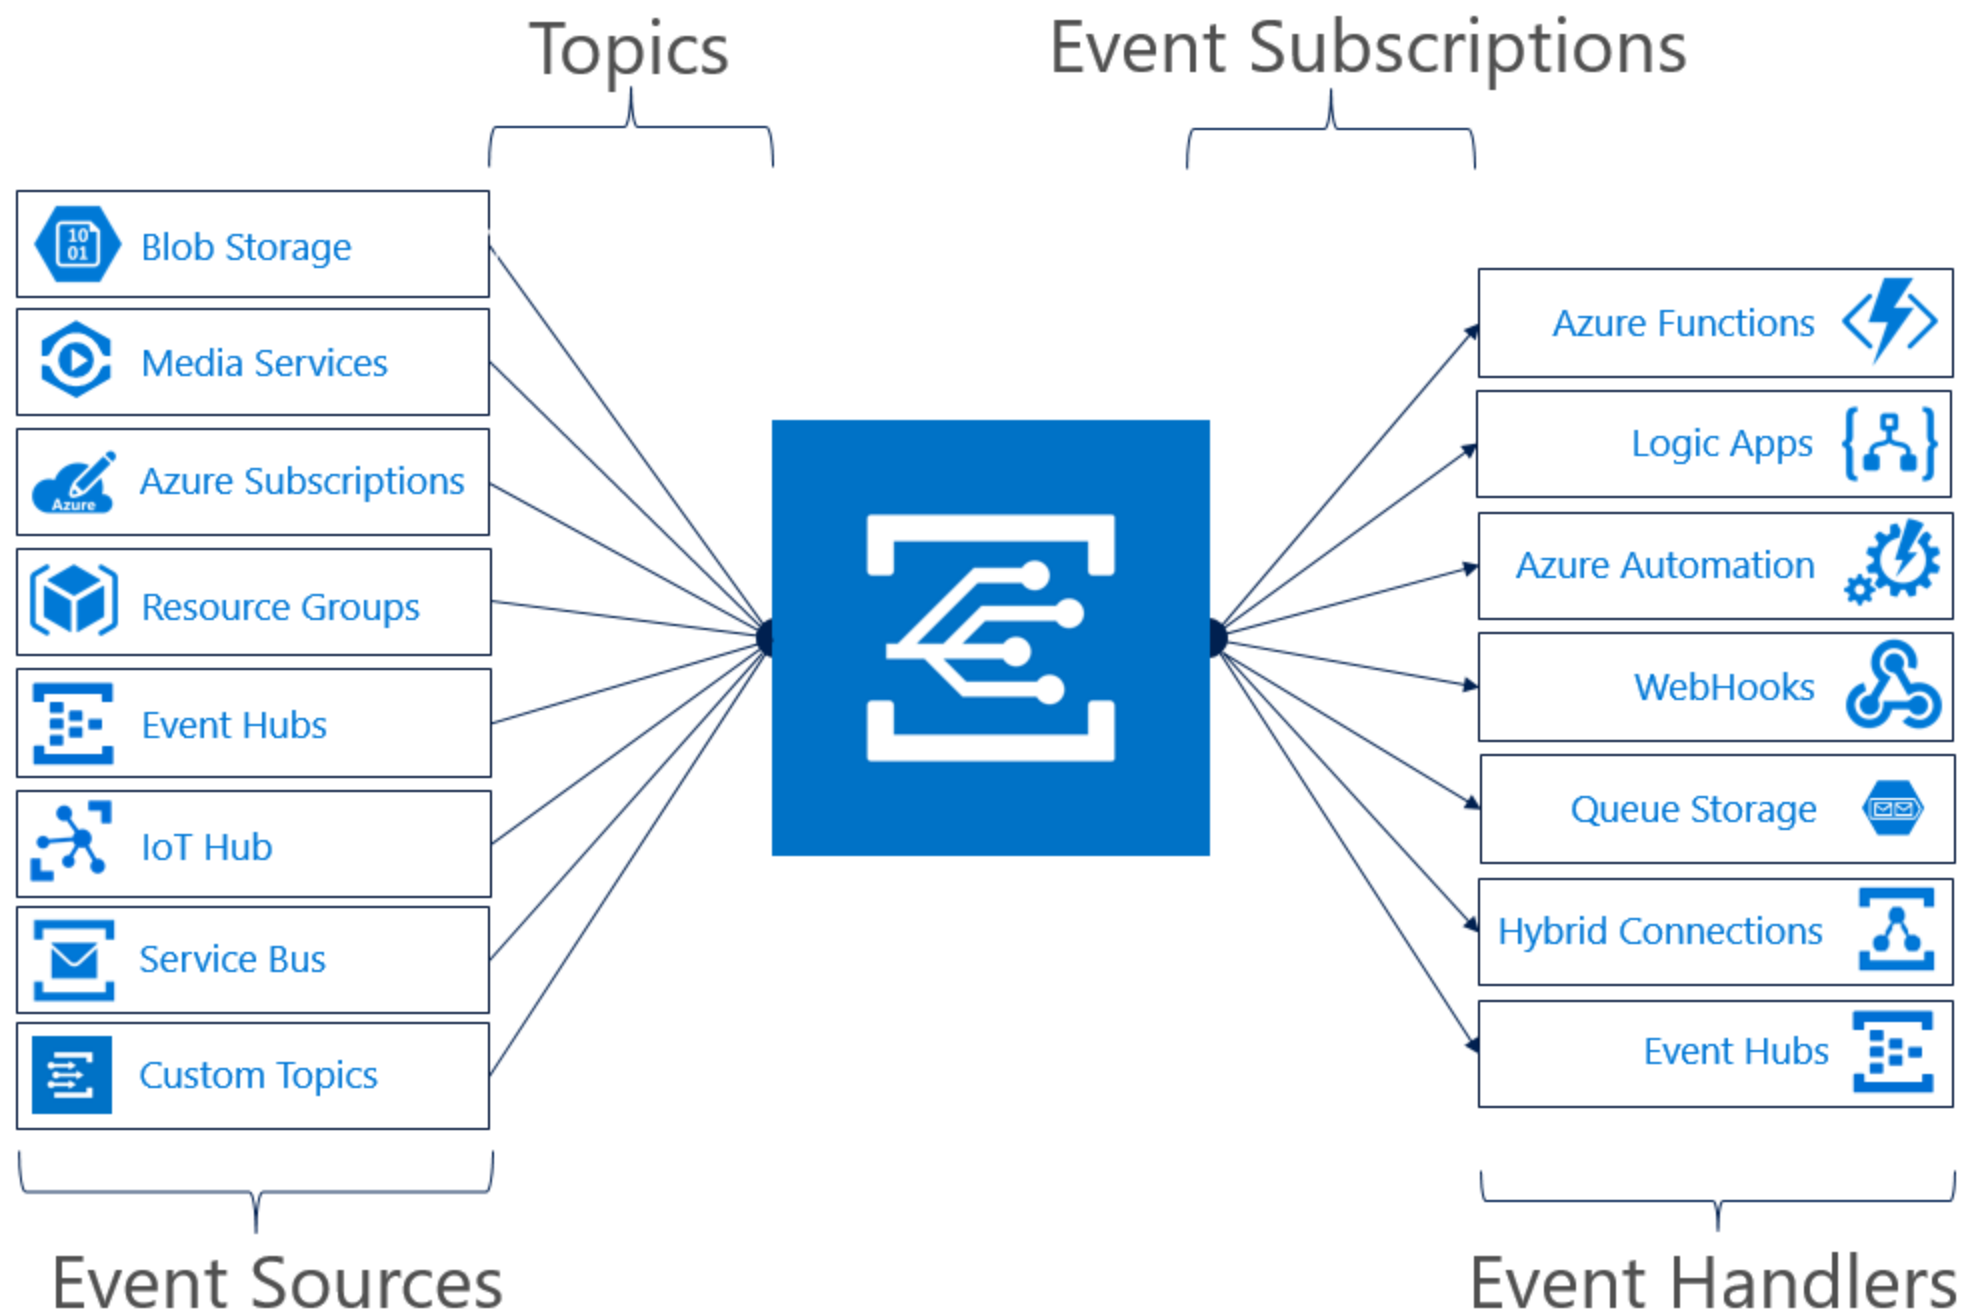 Topics
Event Subscriptions
10
01
Blob Storage
Media Services
Azure
Azure Subscriptions
Resource Groups
Event Hubs
IoT Hub
Service Bus
Custom Topics
Azure Functions
Logic Apps
Azure Automation
WebHooks
Queue Storage
Hybrid Connections
Event Hubs
Event Sources
Event Handlers